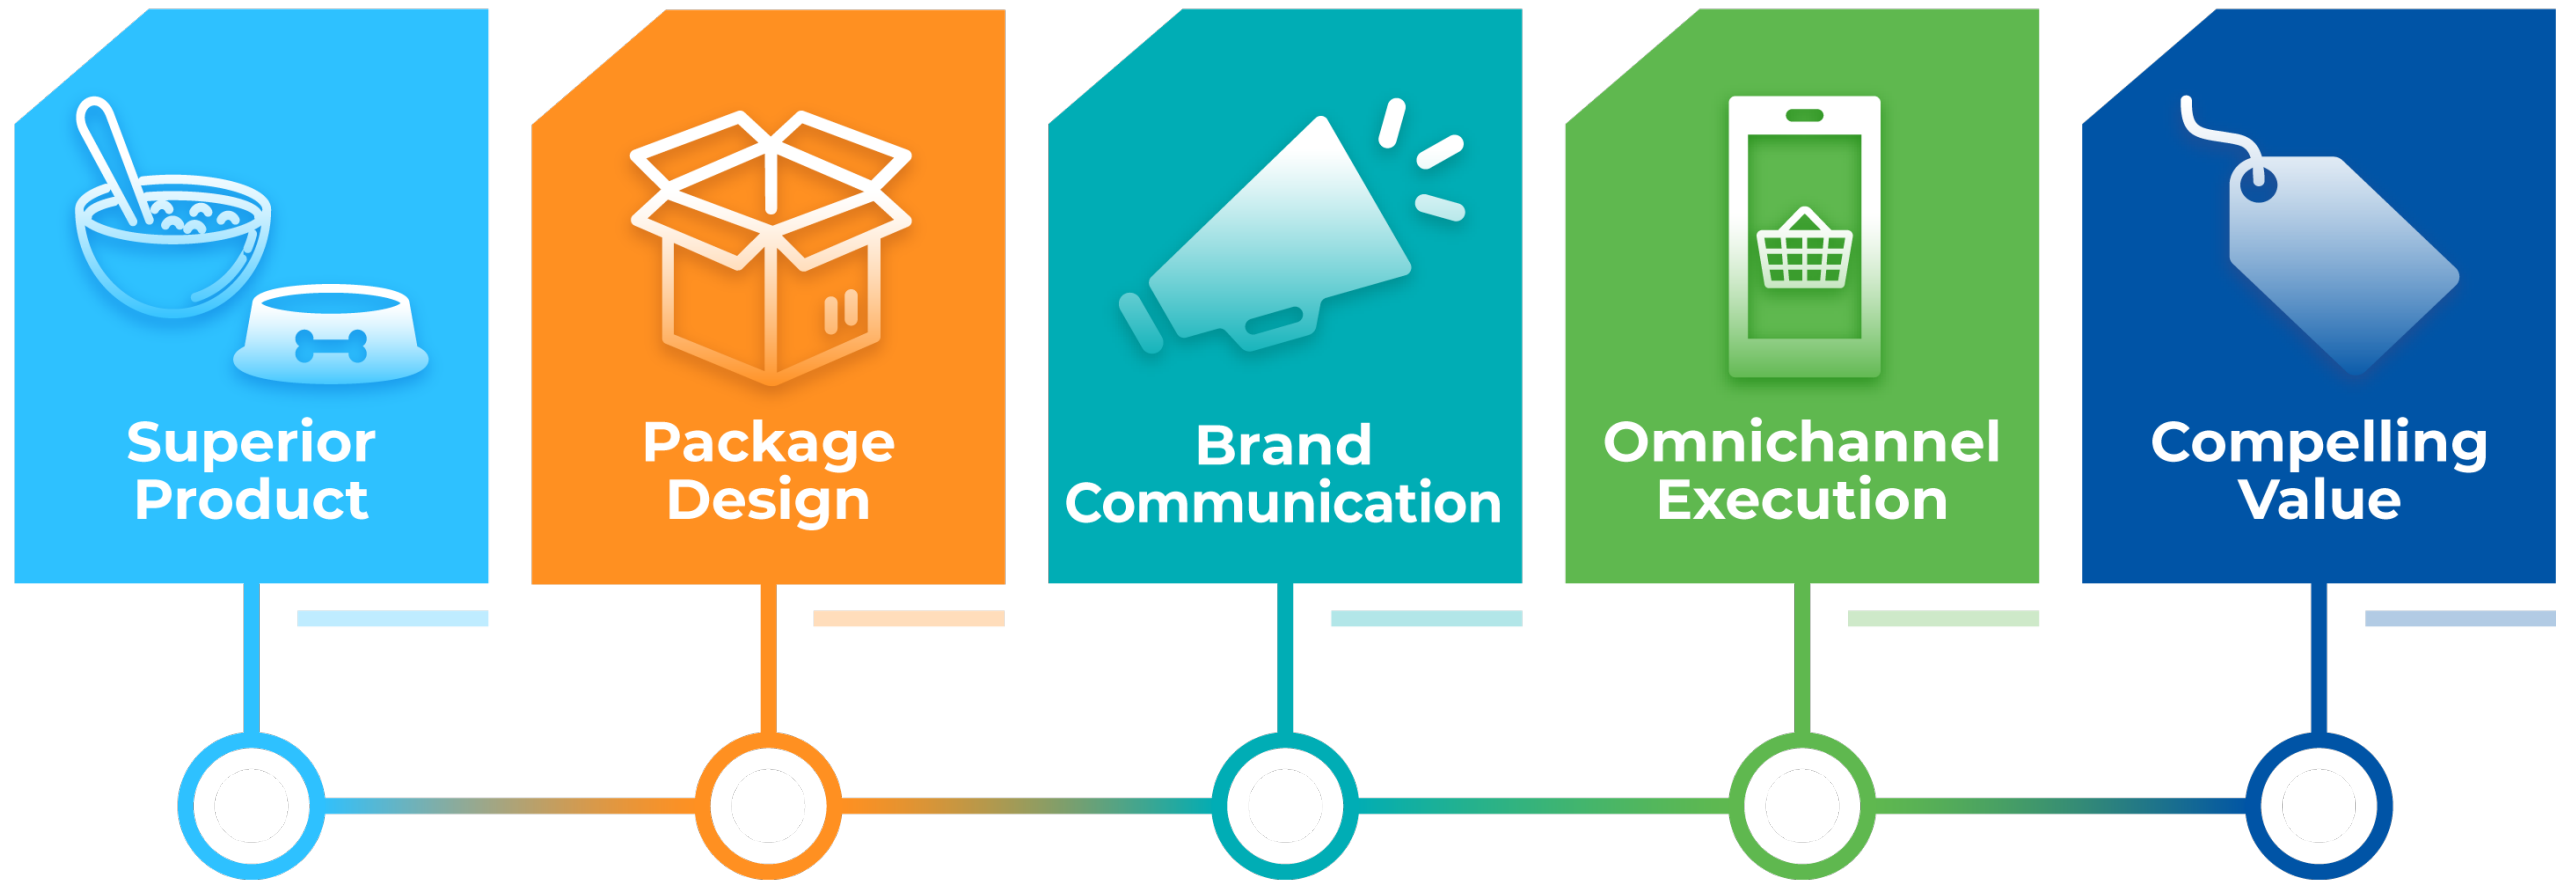 Superior
Product
Package
Design
Brand
Communication
Omnichannel
Execution
Compelling
Value